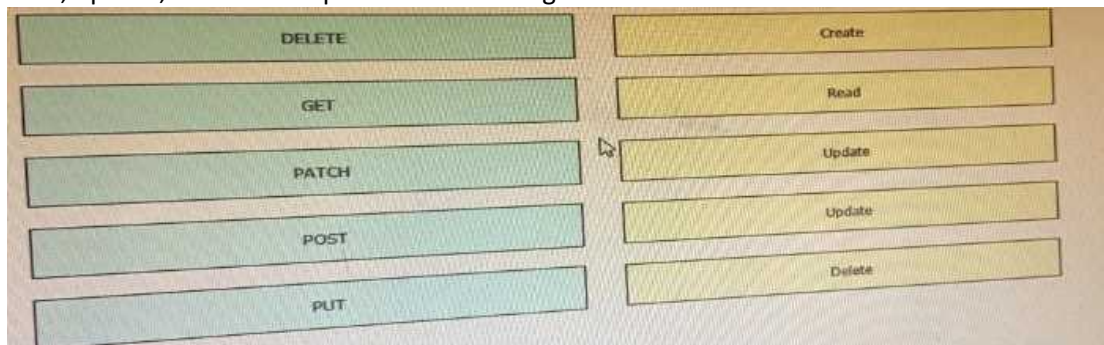 DELETE
Create
GET
Read
PATCH
Update
POST
Update
PUT
Delete